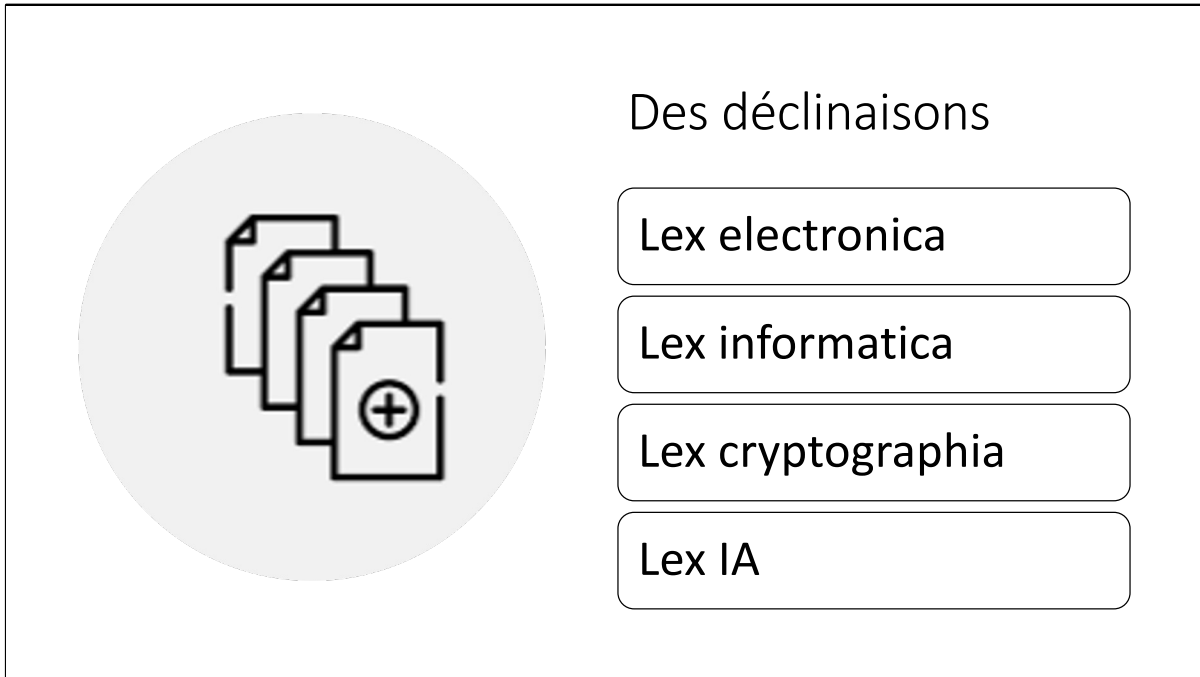 Des déclinaisons
Lex electronica
Lex informatica
Lex cryptographia
Lex IA